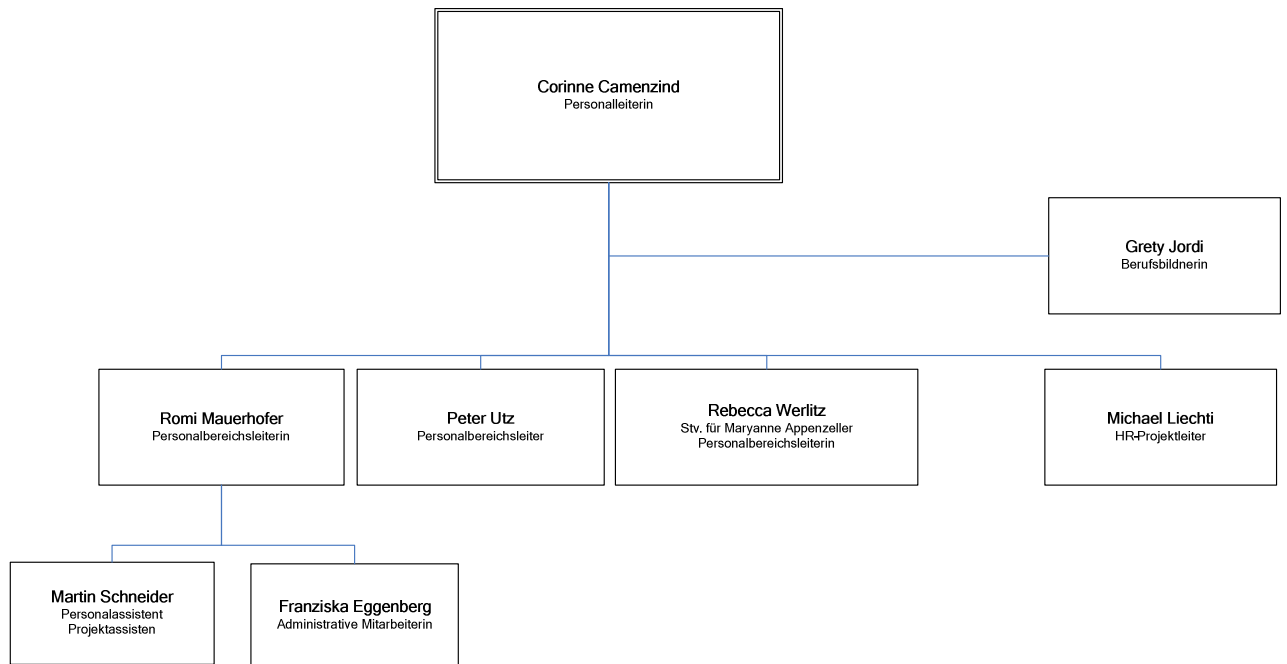 Corinne Camenzind
Personalleiterin
Grety Jordi
Berufsbildnerin
Romi Mauerhofer
Personalbereichsleiterin
Peter Utz
Personalbereichsleiter
Rebecca Werlitz
Stv. für Maryanne Appenzeller
Personalbereichsleiterin
Michael Liechti
HR-Projektleiter
Martin Schneider
Personalassistent
Projektassisten
Franziska Eggenberg
Administrative Mitarbeiterin